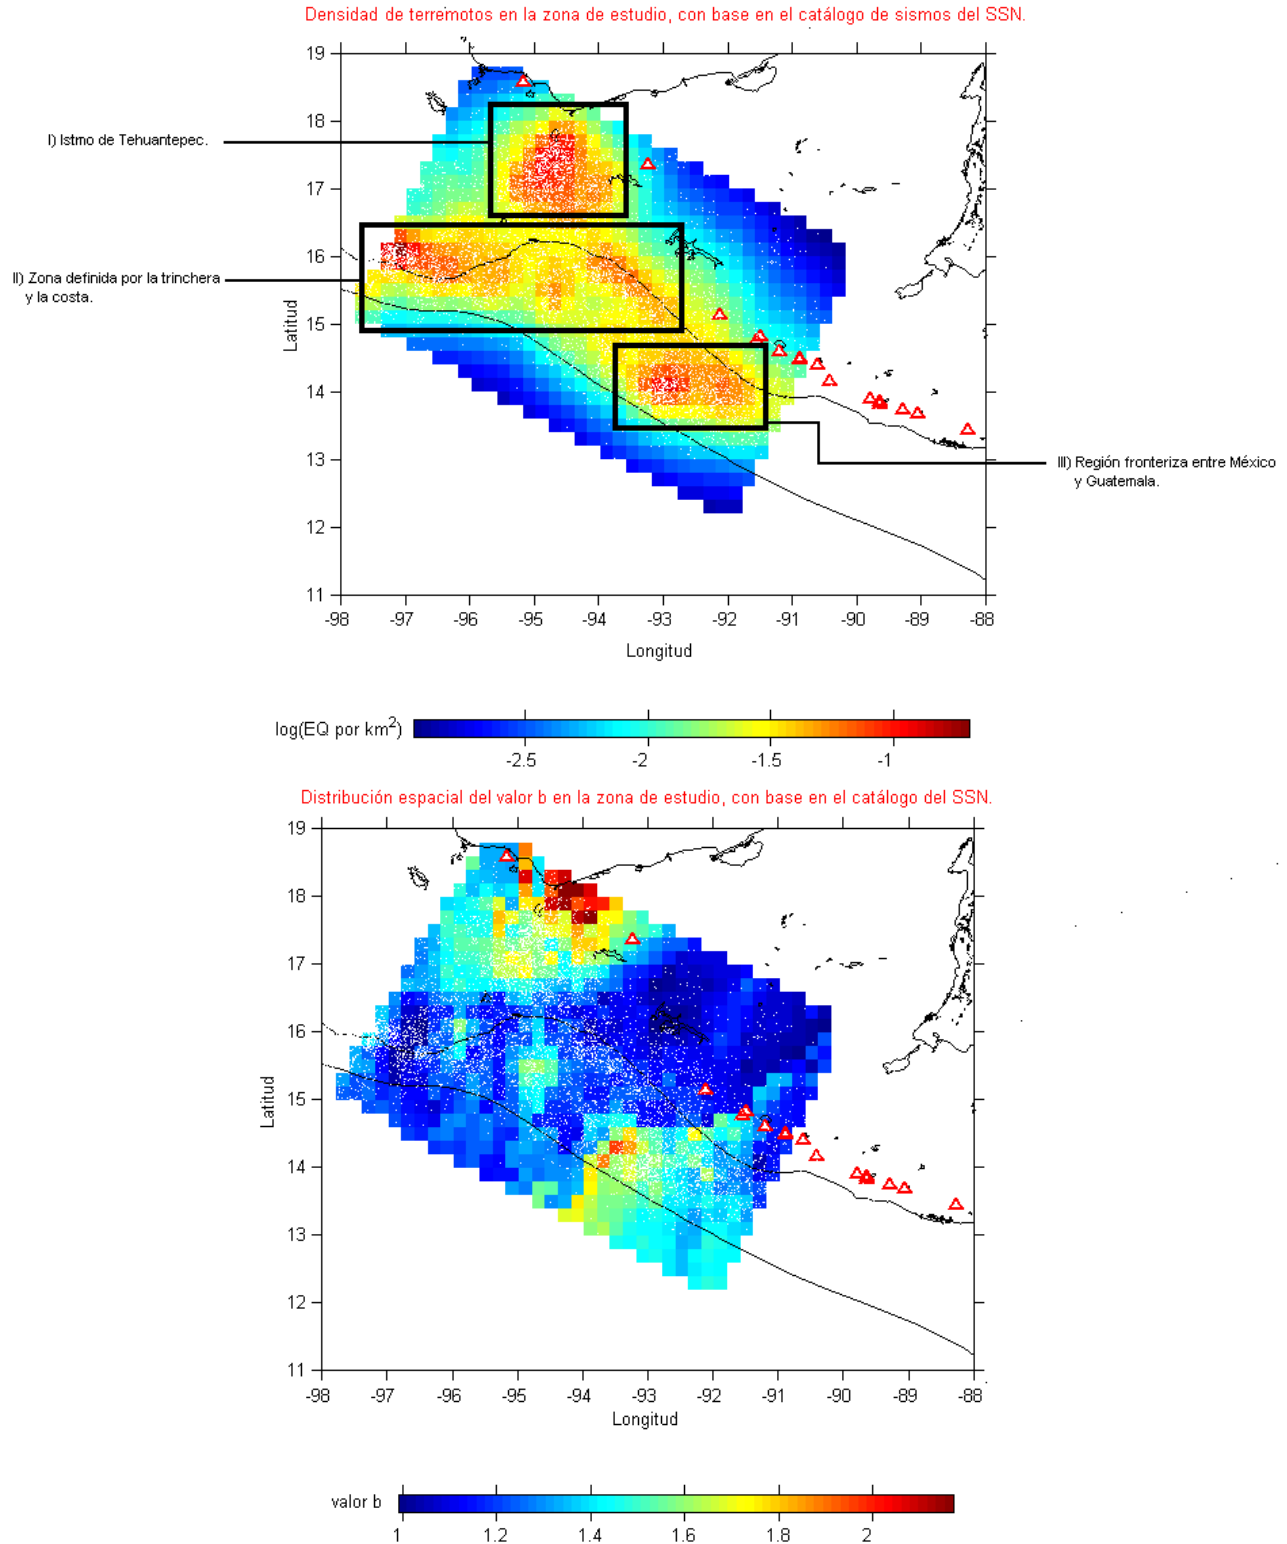 Densidad de terremotos en la zona de estudio, con base en el catálogo de sismos del SSN.
19
18
17
16
15
14
13
12
11
Latitud
I) Istmo de Tehuantepec.
II) Zona definida por la trinchera
y la costa.
III) Región fronteriza entre México
y Guatemala.
-98 -97 -96 -95 -94 -93 -92 -91 -90 -89 -88
Longitud
log(EQ por km²)
-2.5 -2 -1.5 -1
Distribución espacial del valor b en la zona de estudio, con base en el catálogo del SSN.
19
18
17
16
15
14
13
12
11
Latitud
-98 -97 -96 -95 -94 -93 -92 -91 -90 -89 -88
Longitud
valor b
1 1.2 1.4 1.6 1.8 2